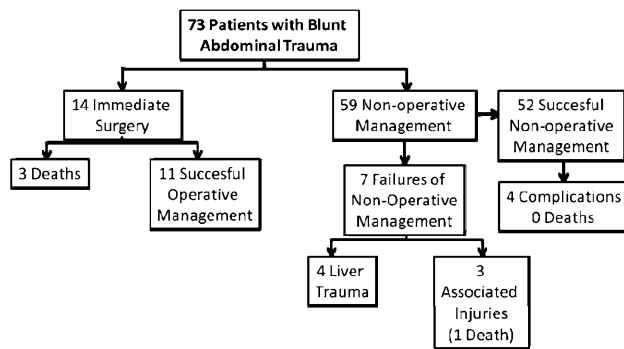 73 Patients with Blunt
Abdominal Trauma
14 Immediate
Surgery
59 Non-operative
Management
52 Succesful
Non-operative
Management
3 Deaths
11 Succesful
Operative
Management
7 Failures of
Non-Operative
Management
4 Complications
0 Deaths
4 Liver
Trauma
3
Associated
Injuries
(1 Death)